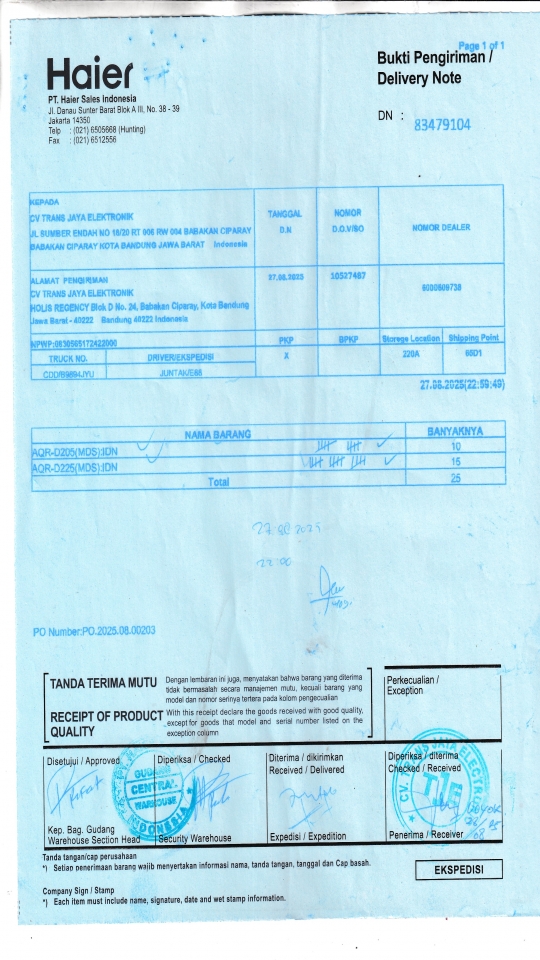 Page 1 of 1
Haier
Bukti Pengiriman /
Delivery Note
PT. Haier Sales Indonesia
Jl. Danau Sunter Barat Blok A III, No. 38 - 39
Jakarta 14350
Telp : (021) 6505668 (Hunting)
Fax : (021) 6512556
DN : 83479104
KEPADA
CV TRANS JAYA ELEKTRONIK
JL SUMBER ENDAH NO 18/20 RT 006 RW 004 BABAKAN CIPARAY
BABAKAN CIPARAY KOTA BANDUNG JAWA BARAT Indonesia
TANGGAL
D.N
NOMOR
D.O.V/SO
NOMOR DEALER
ALAMAT PENGIRIMAN
CV TRANS JAYA ELEKTRONIK
HOLIS REGENCY Blok D No. 24, Babakan Ciparay, Kota Bandung
Jawa Barat - 40222 Bandung 40222 Indonesia
27.08.2025
10527487
NPWP:0830565172422000
PKP
BPKP
Storage Location
Shipping Point
TRUCK NO.
DRIVER/EKSPEDISI
X
220A
65D1
27.08.2025(22:59:49)
NAMA BARANG
BANYAKNYA
AQR-D205(MDS):IDN
10
AQR-D225(MDS):IDN
15
Total
25
22:00
PO Number:PO.2025.08.00203
TANDA TERIMA MUTU
RECEIPT OF PRODUCT
QUALITY
Dengan lembaran ini juga, menyatakan bahwa barang yang diterima
tidak bermasalah secara manajemen mutu, kecuali barang yang
model dan nomor serinya tertera pada kolom pengecualian
With this receipt declare the goods received with good quality,
except for goods that model and serial number listed on the
exception column
Perkecualian /
Exception
Disetujui / Approved
Diperiksa / Checked
Diterima / dikirimkan
Received / Delivered
Diperiksa / diterima
Checked / Received
GUDANG
CENTRAL
WAREHOUSE
INDONESIA
Kep. Bag. Gudang
Warehouse Section Head
Security Warehouse
Expedisi / Expedition
Penerima / Receiver
Tanda tangan/cap perusahaan
*) Setiap penerimaan barang wajib menyertakan informasi nama, tanda tangan, tanggal dan Cap basah.
EKSPEDISI
Company Sign / Stamp
*) Each item must include name, signature, date and wet stamp information.